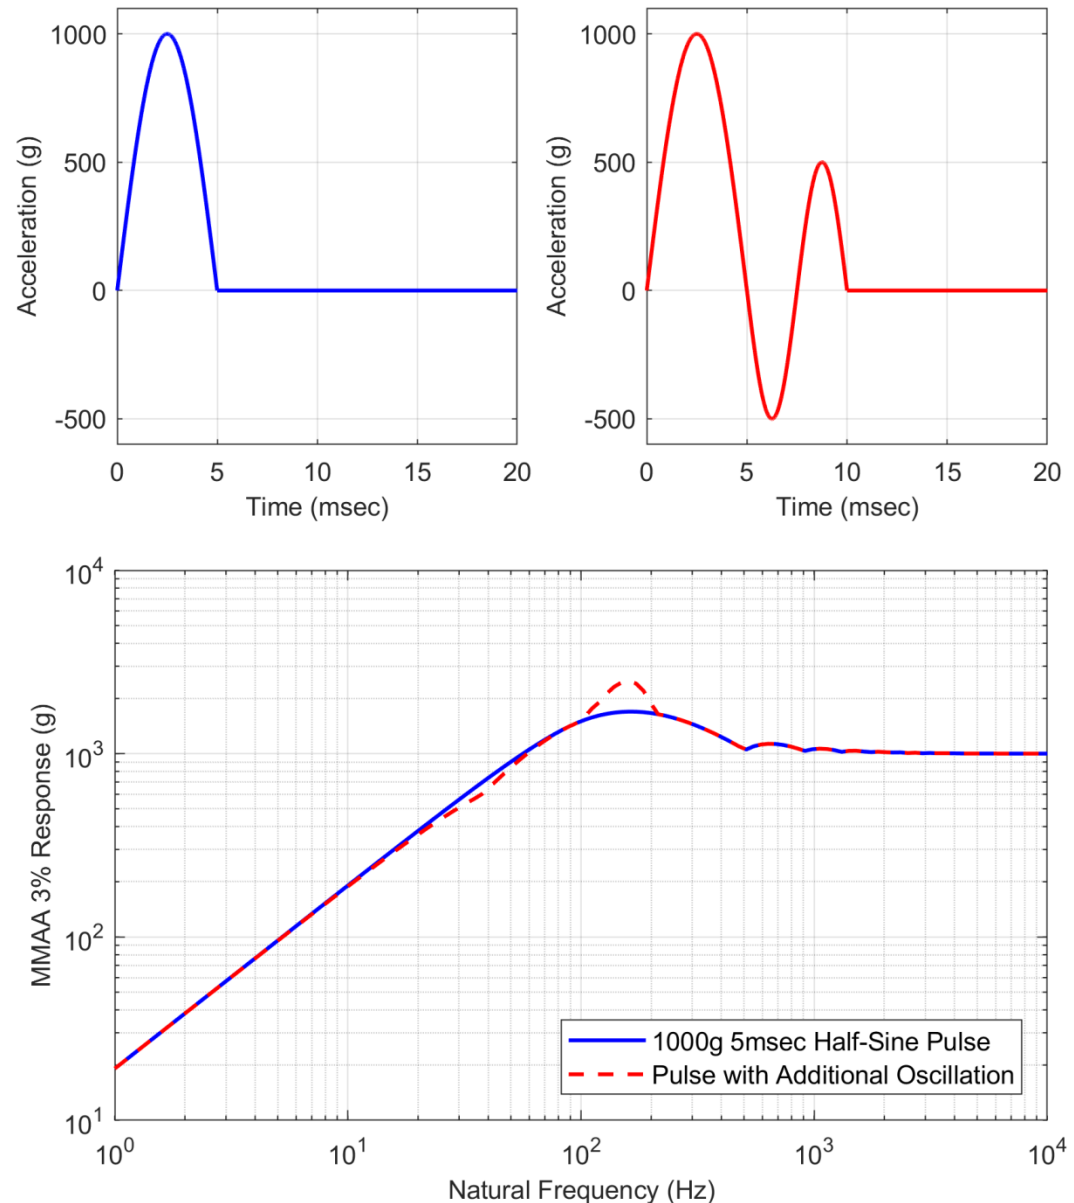 1000
500
0
-500
Acceleration (g)
0 5 10 15 20
Time (msec)
1000
500
0
-500
Acceleration (g)
0 5 10 15 20
Time (msec)
10^4
10^3
10^2
10^1
MMAA 3% Response (g)
1000g 5msec Half-Sine Pulse
Pulse with Additional Oscillation
10^0 10^1 10^2 10^3 10^4
Natural Frequency (Hz)